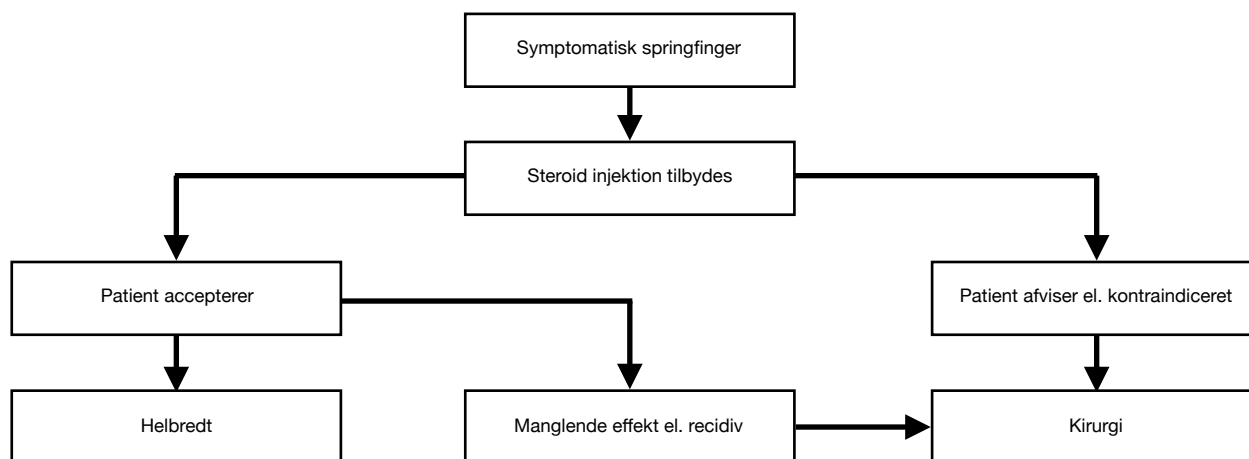 Symptomatisk springfinger
Steroid injektion tilbydes
Patient accepterer
Patient afviser el. kontraindiceret
Helbredt
Manglende effekt el. recidiv
Kirurgi